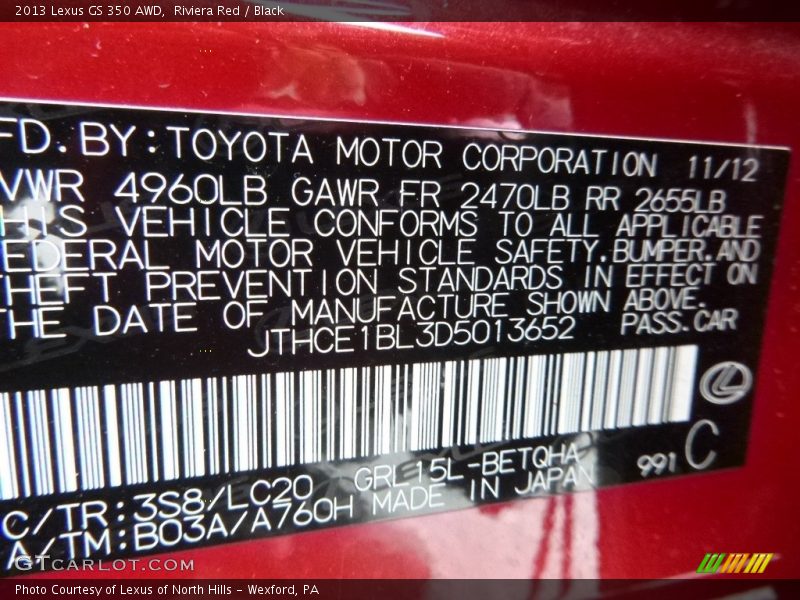 2013 Lexus GS 350 AWD, Riviera Red / Black
FD. BY: TOYOTA MOTOR CORPORATION 11/12
VWR 4960LB GAWR FR 2470LB RR 2655LB
HIS VEHICLE CONFORMS TO ALL APPLICABLE
EDERAL MOTOR VEHICLE SAFETY. BUMPER. AND
HEFT PREVENTION STANDARDS IN EFFECT ON
HE DATE OF MANUFACTURE SHOWN ABOVE.
JTHCE1BL3D5013652 PASS. CAR
C/TR: 3S8/LC20 GRL15L-BETQHA 991 C
A/TM: B03A/A760H MADE IN JAPAN
GTCARLOT.COM
Photo Courtesy of Lexus of North Hills - Wexford, PA